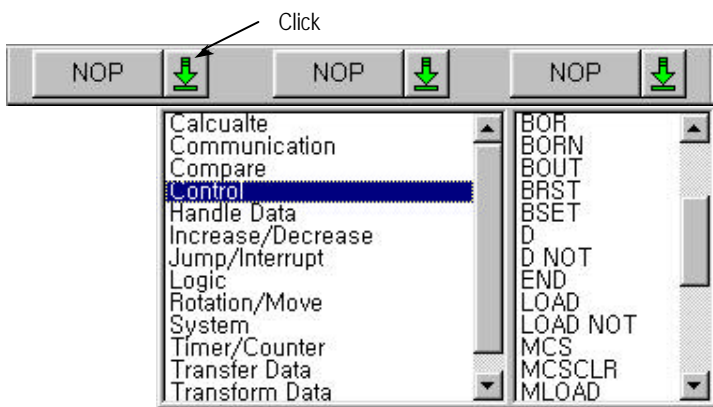 Click
NOP NOP NOP
Calcualte
Communication
Compare
Control
Handle Data
Increase/Decrease
Jump/Interrupt
Logic
Rotation/Move
System
Timer/Counter
Transfer Data
Transform Data
BOR
BORN
BOUT
BRST
BSET
D
D NOT
END
LOAD
LOAD NOT
MCS
MCSCLR
MLOAD